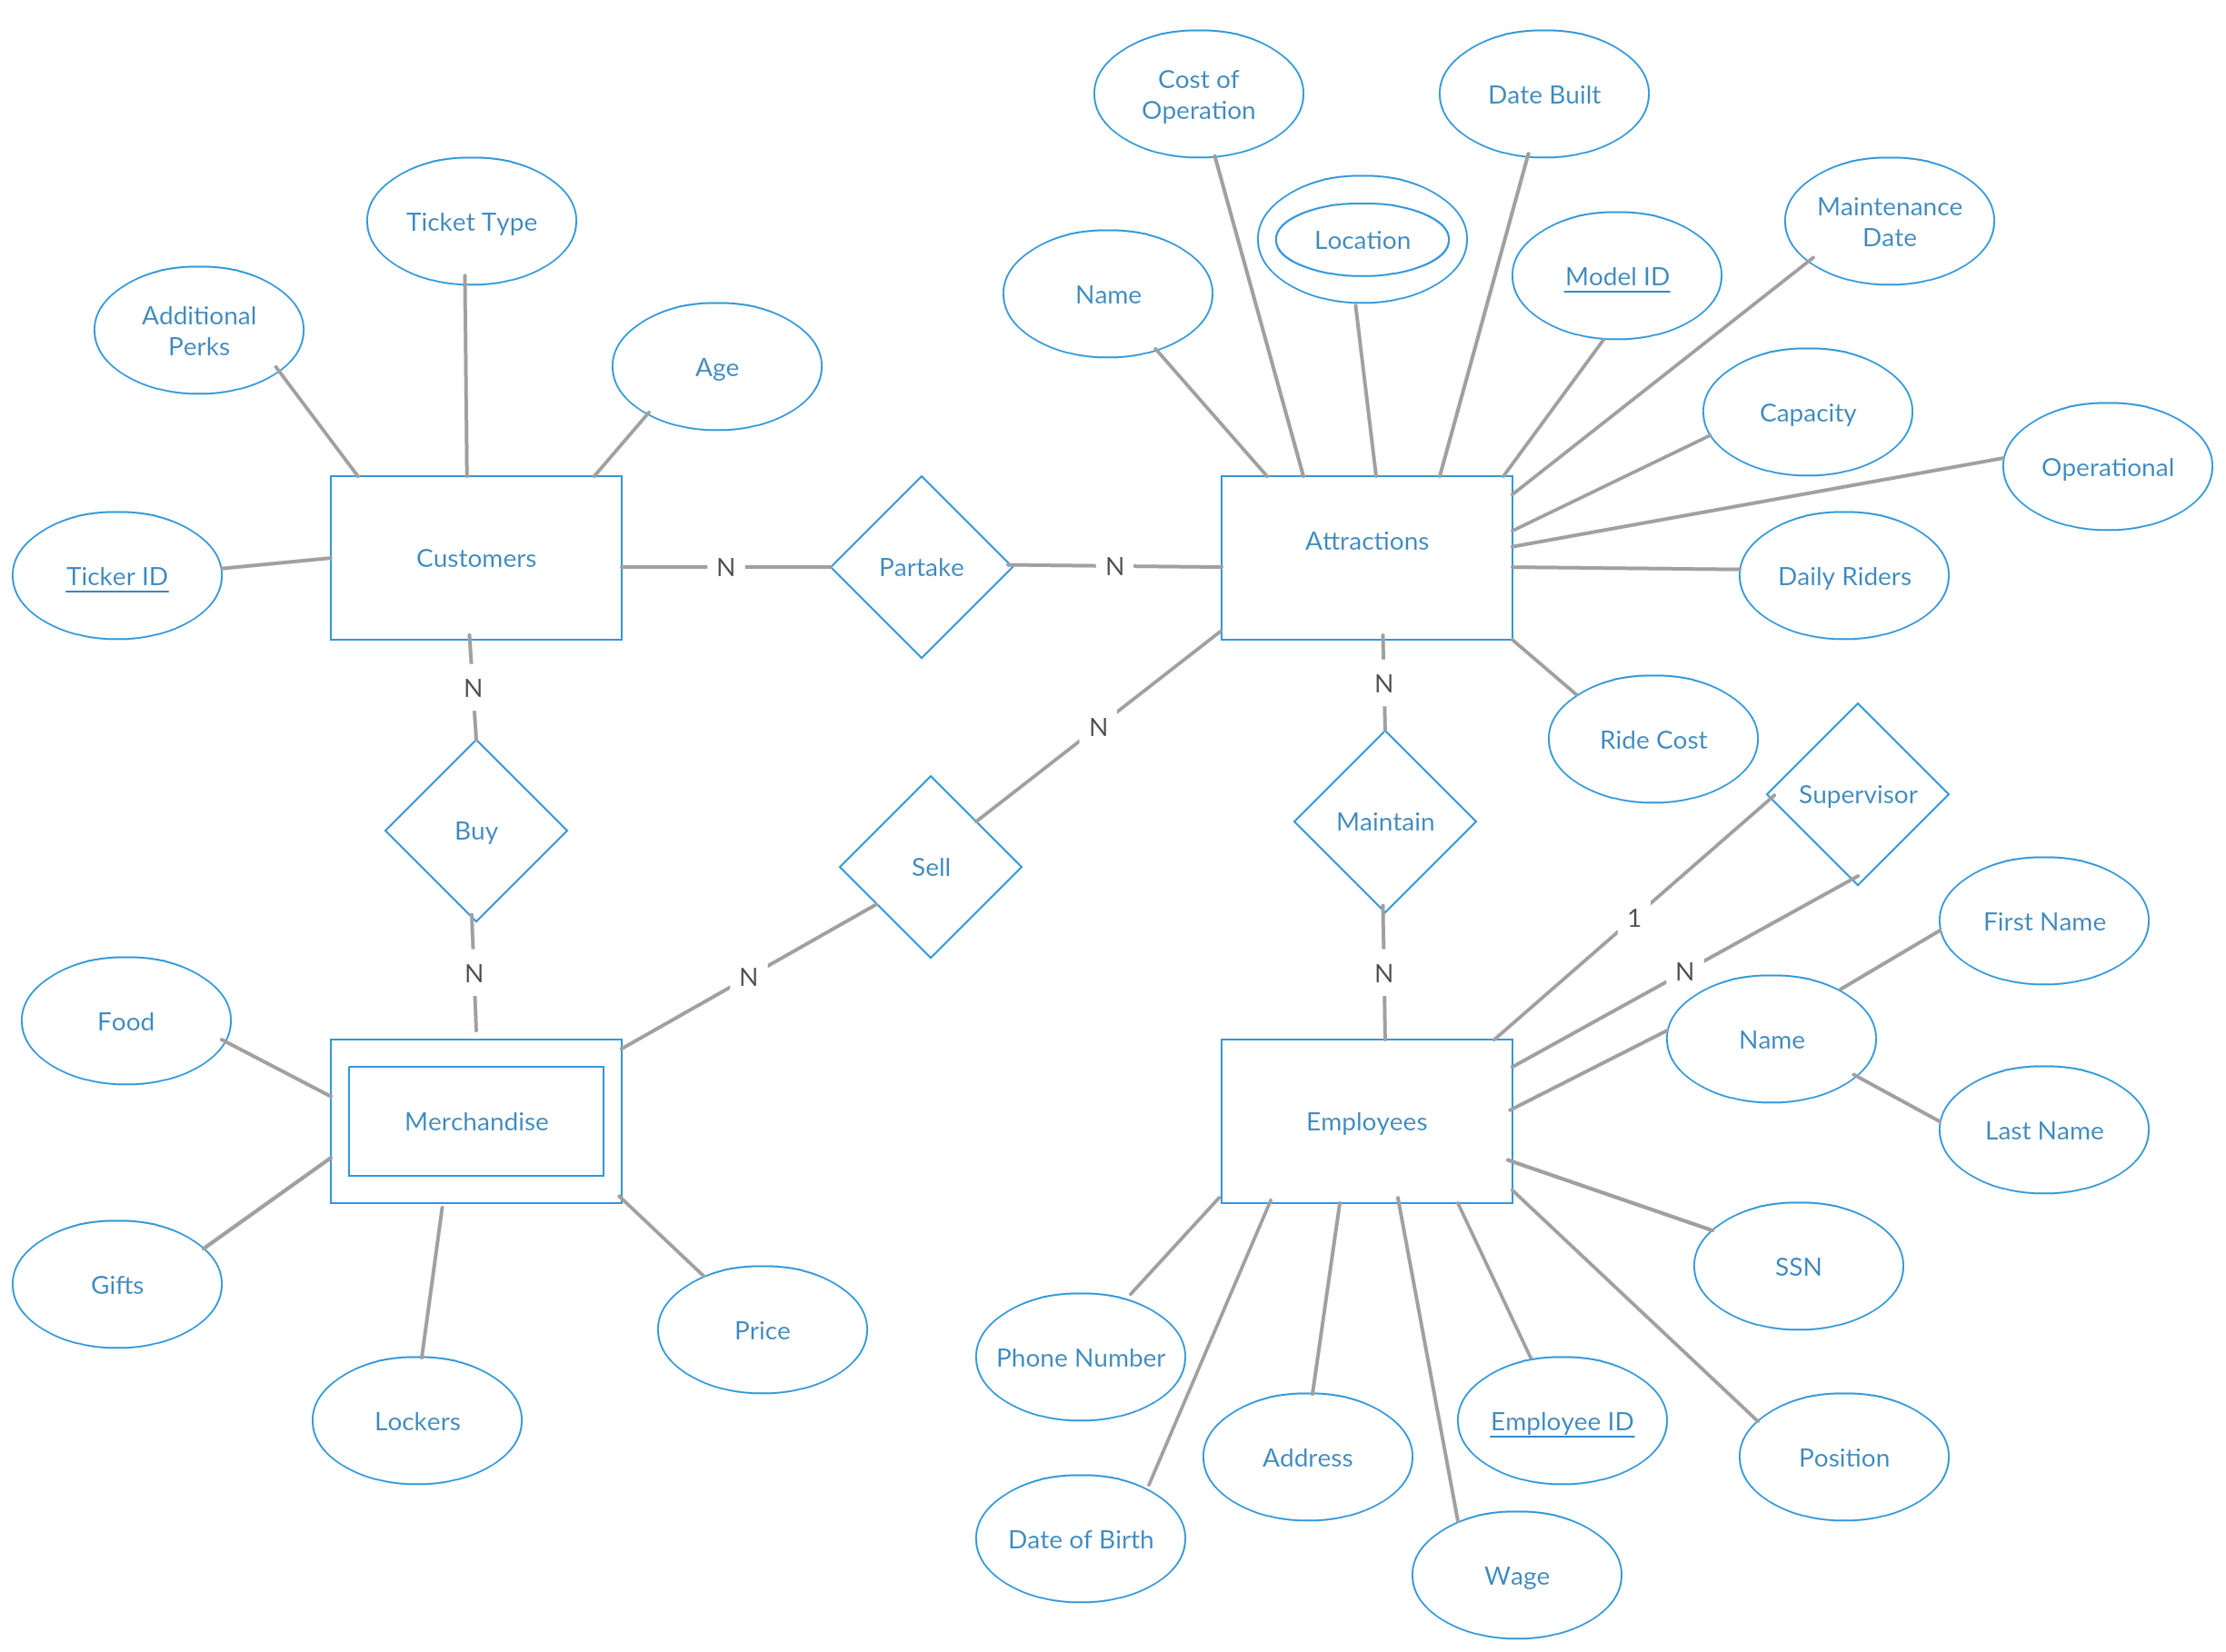 Cost of
Operation
Date Built
Ticket Type
Location
Maintenance
Date
Additional
Perks
Name
Model ID
Age
Capacity
Operational
Customers
Partake
Attractions
N
N
Ticker ID
Daily Riders
N
N
N
Ride Cost
Supervisor
Buy
Sell
Maintain
1
First Name
N
N
N
N
Food
Name
Merchandise
Employees
Last Name
Gifts
SSN
Price
Phone Number
Lockers
Employee ID
Address
Position
Date of Birth
Wage